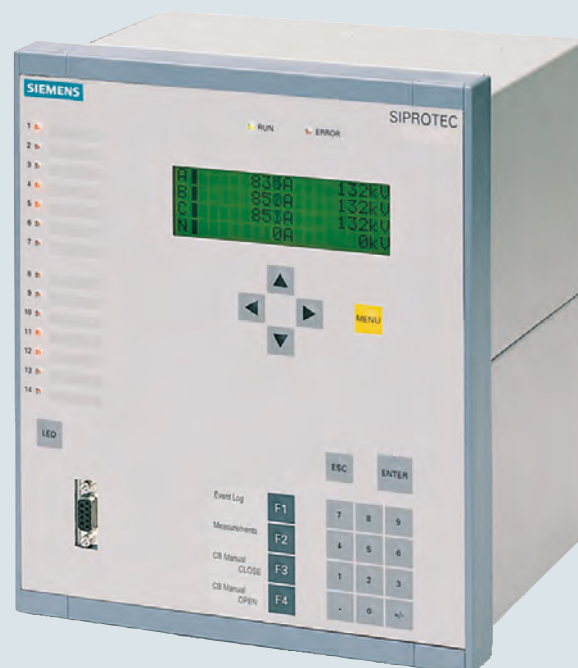 SIEMENS
SIPROTEC
RUN
ERROR
1
2
3
4
5
6
7
8
9
10
11
12
13
14
A 838A 132kV
B 850A 132kV
C 851A 132kV
N 0A 0kV
MENU
LED
ESC
ENTER
Event Log F1
Measurements F2
CB Manual
CLOSE F3
CB Manual
OPEN F4
7 8 9
4 5 6
1 2 3
- 0 +/-